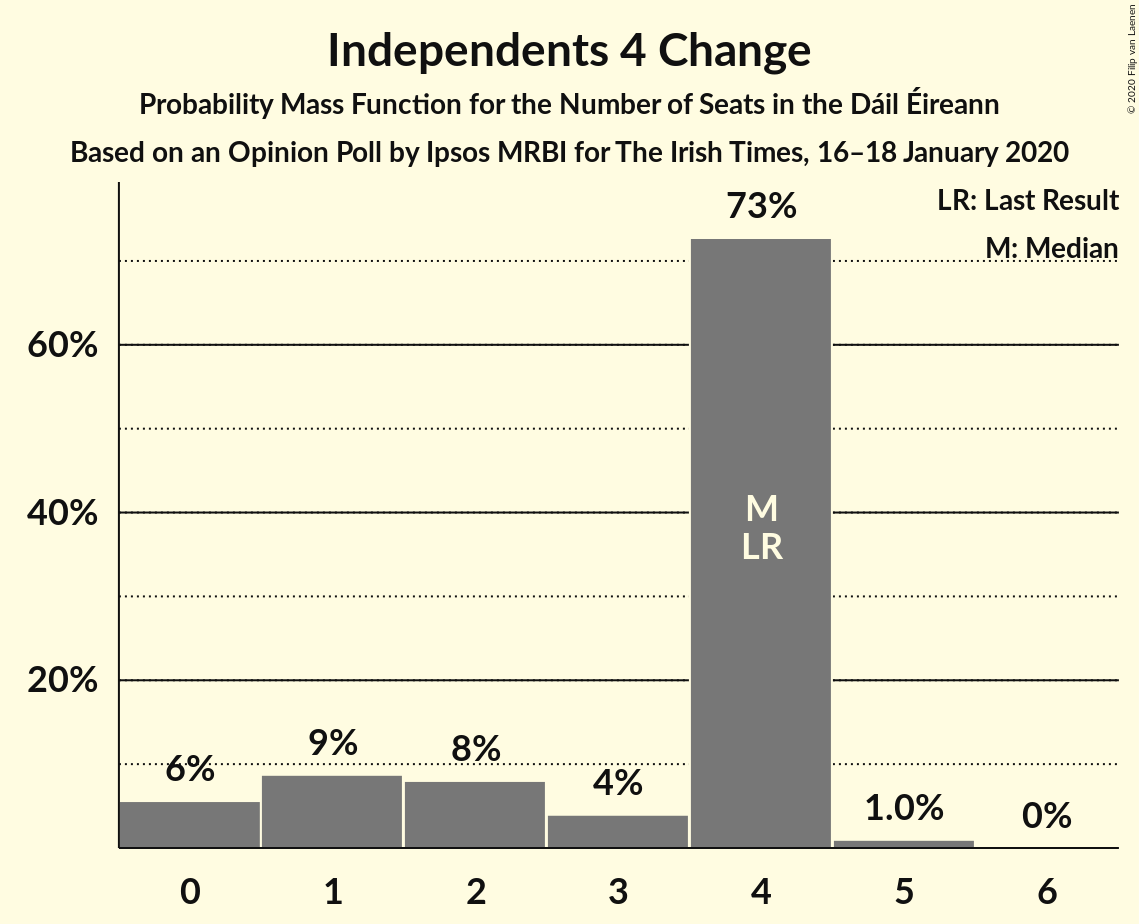 Independents 4 Change
Probability Mass Function for the Number of Seats in the Dáil Éireann
Based on an Opinion Poll by Ipsos MRBI for The Irish Times, 16–18 January 2020
© 2020 Filip van Laenen
LR: Last Result
M: Median
73%
60%
40%
20%
M
LR
6%
9%
8%
4%
1.0%
0%
0 1 2 3 4 5 6